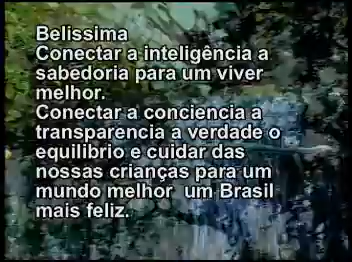 Belissima
Conectar a inteligência a
sabedoria para um viver
melhor.
Conectar a conciencia a
transparencia a verdade o
equilibrio e cuidar das
nossas crianças para um
mundo melhor um Brasil
mais feliz.